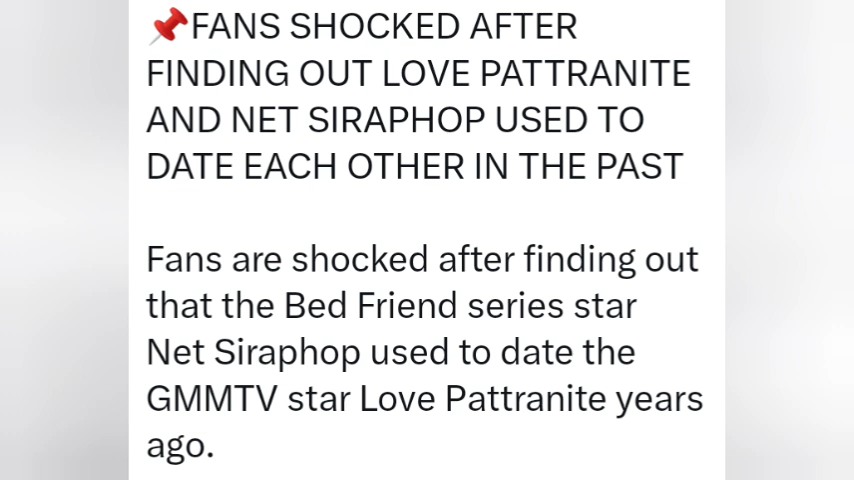 📌FANS SHOCKED AFTER
FINDING OUT LOVE PATTRANITE
AND NET SIRAPHOP USED TO
DATE EACH OTHER IN THE PAST
Fans are shocked after finding out
that the Bed Friend series star
Net Siraphop used to date the
GMMTV star Love Pattranite years
ago.